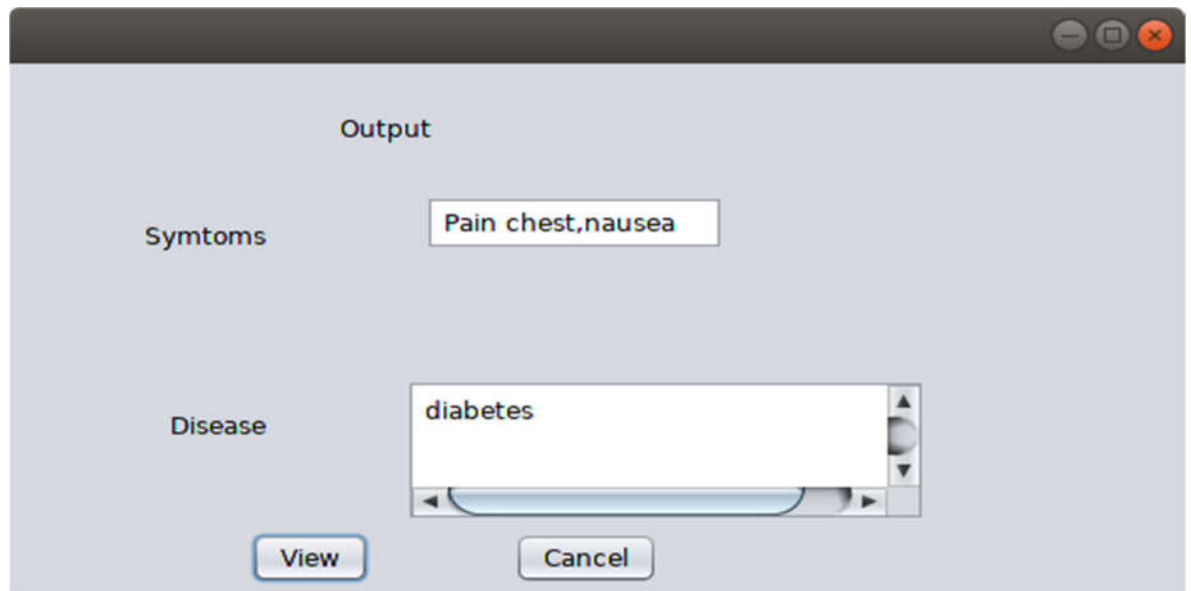 Output
Symtoms
Pain chest,nausea
Disease
diabetes
View
Cancel